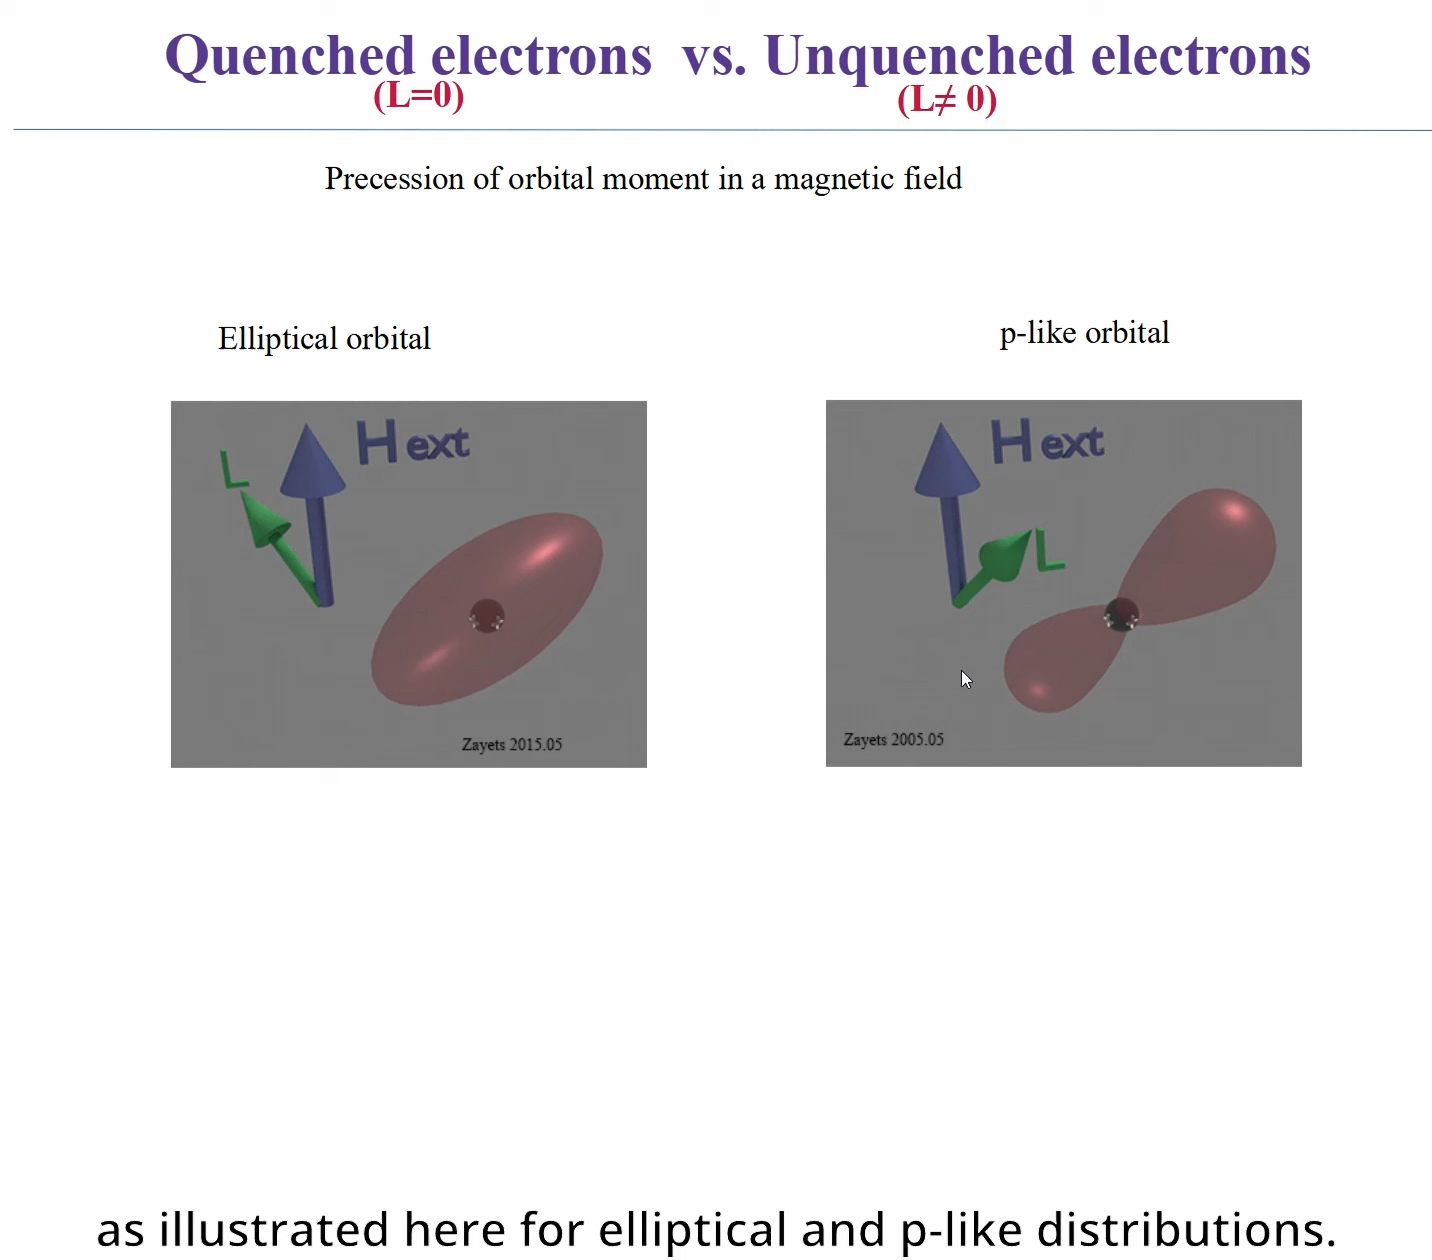 Quenched electrons vs. Unquenched electrons
(L=0) (L≠ 0)
Precession of orbital moment in a magnetic field
Elliptical orbital
p-like orbital
H ext
L
Zayets 2015.05
H ext
L
Zayets 2005.05
as illustrated here for elliptical and p-like distributions.